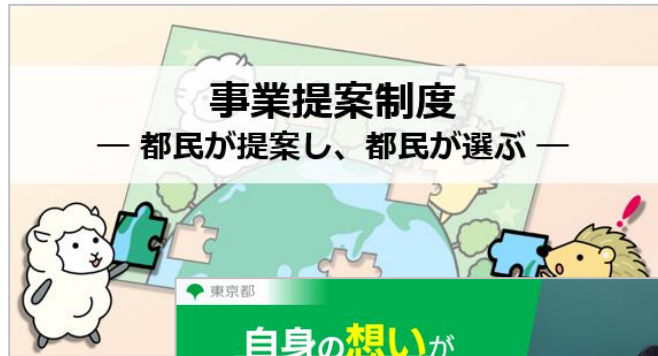 事業提案制度
― 都民が提案し、都民が選ぶ ―
東京都
自身の想いが